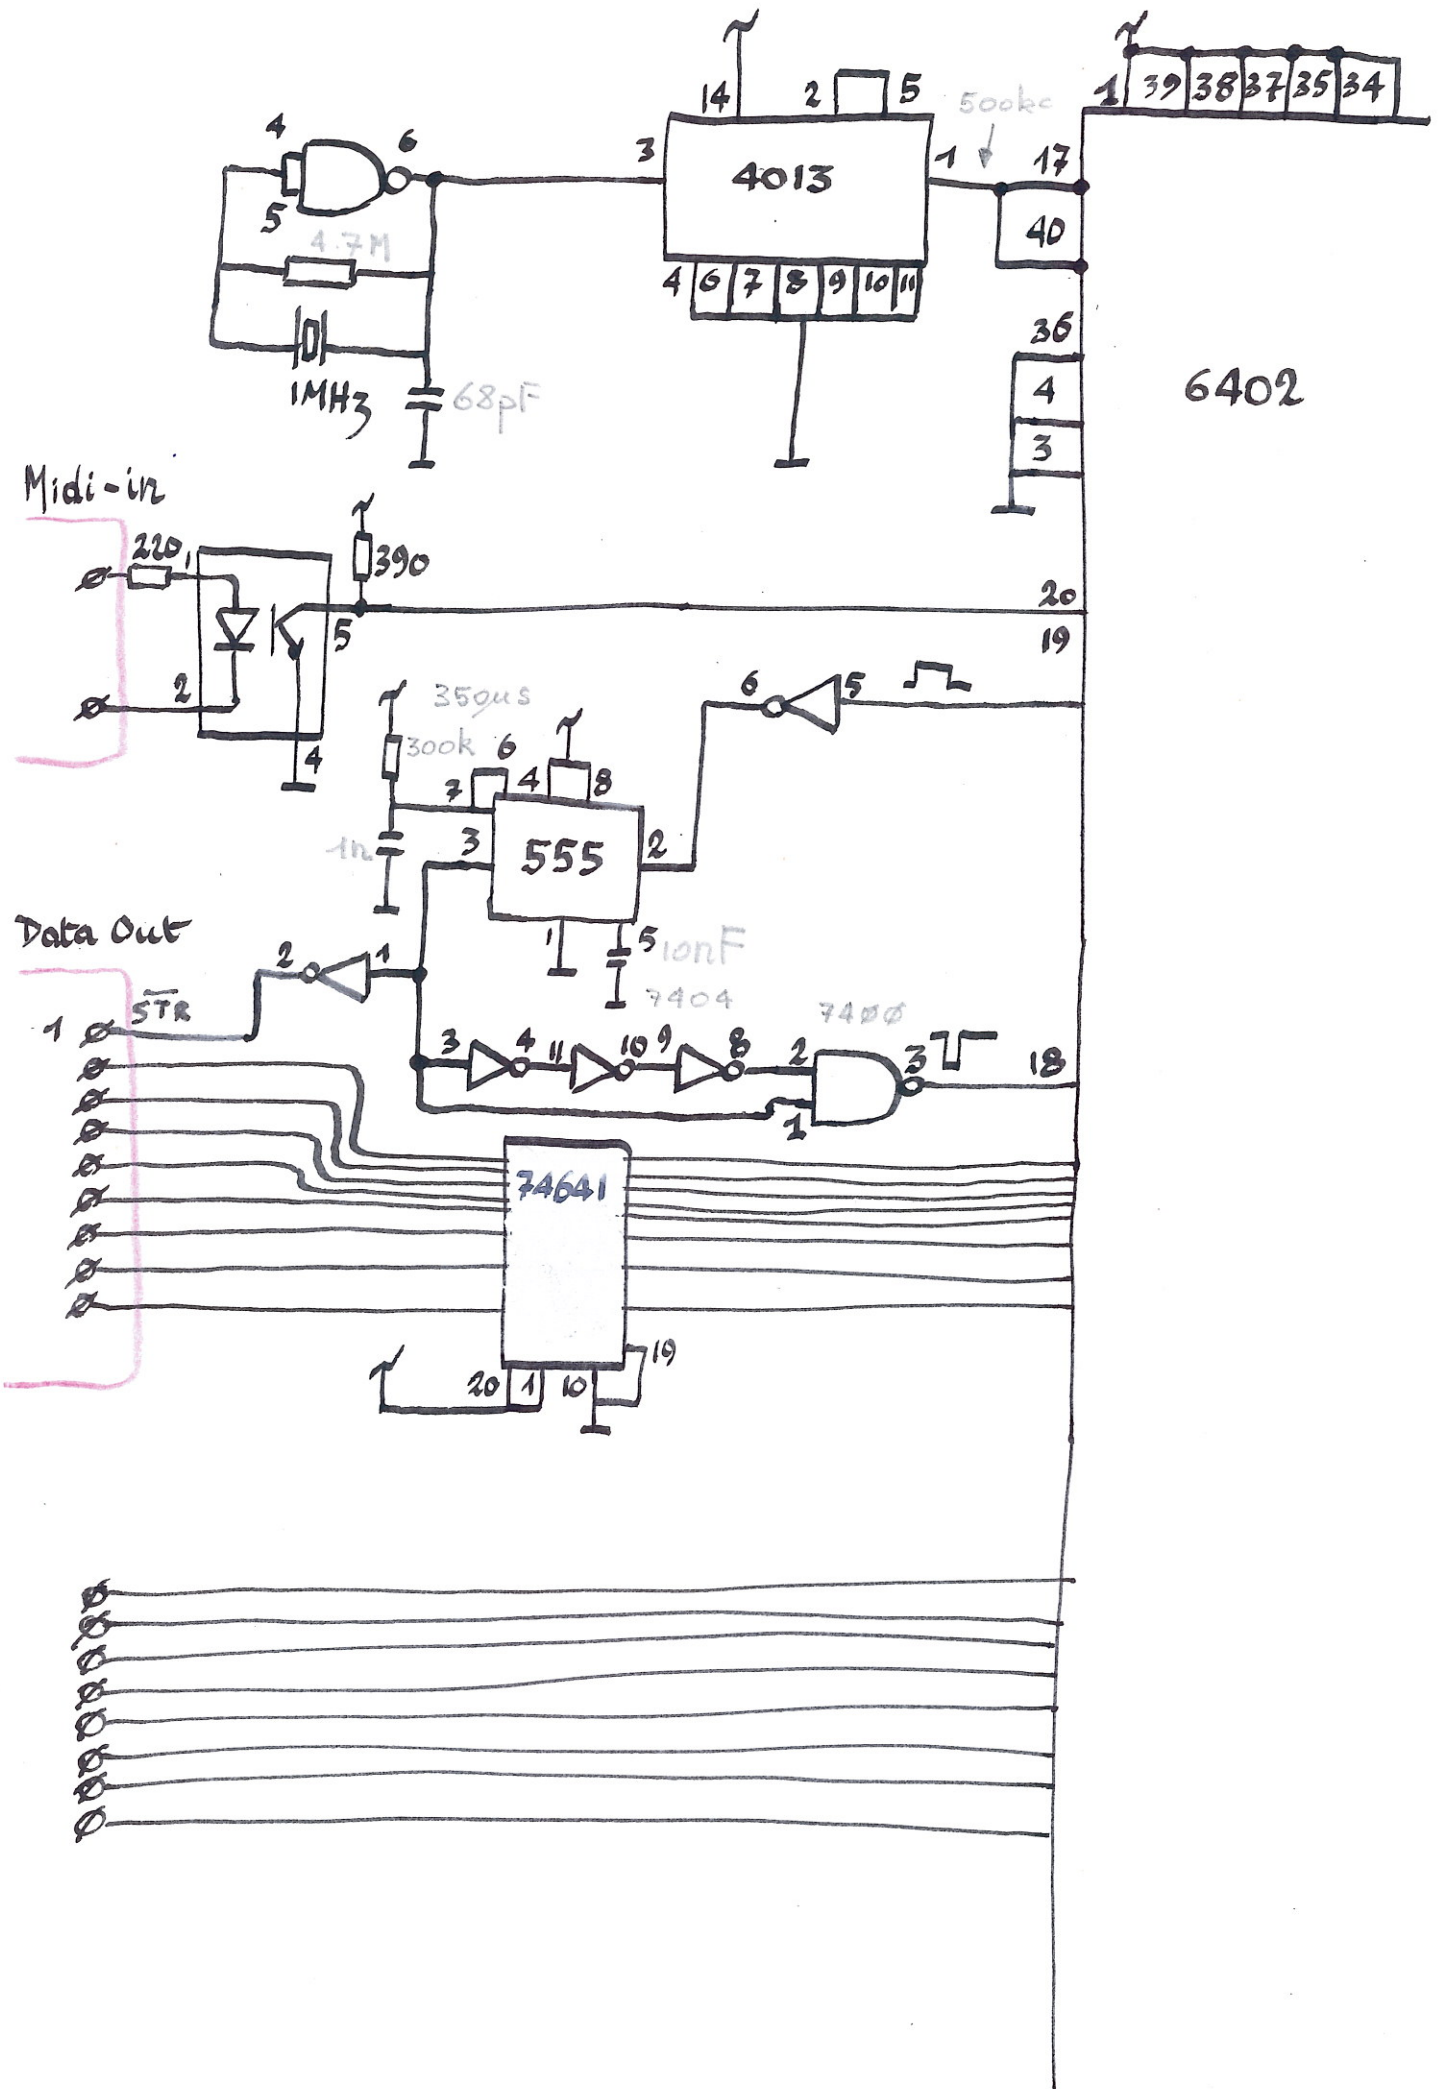 14 2 5 500kc 1 39 38 37 35 34
4 6 3 4013 1 17
5 40
4.7M
4 6 7 8 9 10 11
1MHz 68pF
36
4
3
6402
Midi-in
220 1 390
5 20
19
2 4
350µs
300k 6 4 8 7
6 5
1n 3 555 2
1 5 10nF
Data Out
2 1
7404 7400
1 STR
3 4 11 10 9 8 2 3 18
1
74641
20 1 10 19